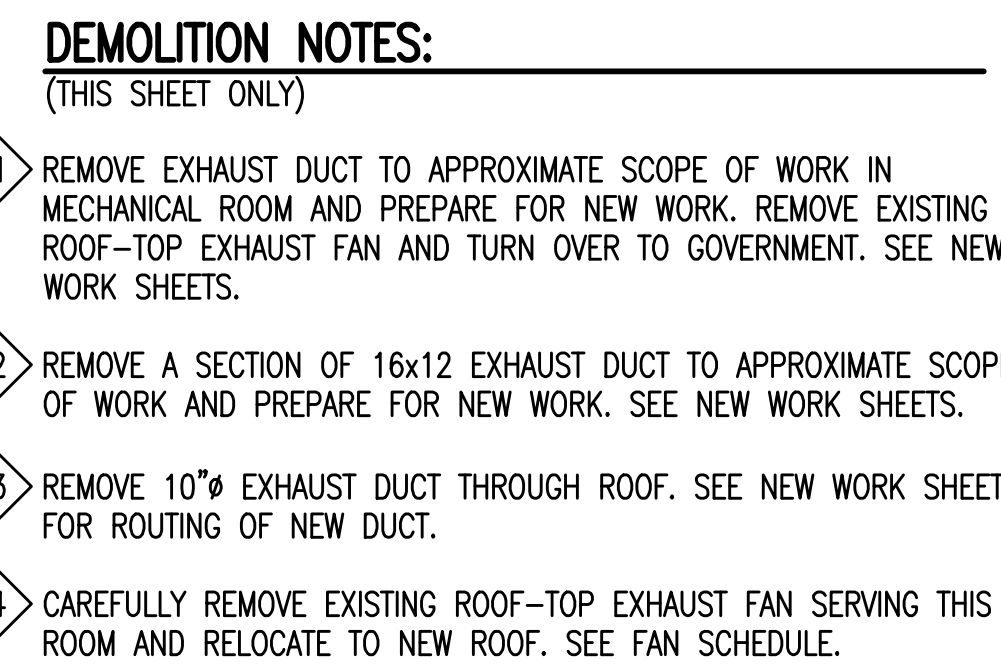 DEMOLITION NOTES:
(THIS SHEET ONLY)
1 REMOVE EXHAUST DUCT TO APPROXIMATE SCOPE OF WORK IN
MECHANICAL ROOM AND PREPARE FOR NEW WORK. REMOVE EXISTING
ROOF-TOP EXHAUST FAN AND TURN OVER TO GOVERNMENT. SEE NEW
WORK SHEETS.
2 REMOVE A SECTION OF 16x12 EXHAUST DUCT TO APPROXIMATE SCOPE
OF WORK AND PREPARE FOR NEW WORK. SEE NEW WORK SHEETS.
3 REMOVE 10"ø EXHAUST DUCT THROUGH ROOF. SEE NEW WORK SHEET
FOR ROUTING OF NEW DUCT.
4 CAREFULLY REMOVE EXISTING ROOF-TOP EXHAUST FAN SERVING THIS
ROOM AND RELOCATE TO NEW ROOF. SEE FAN SCHEDULE.